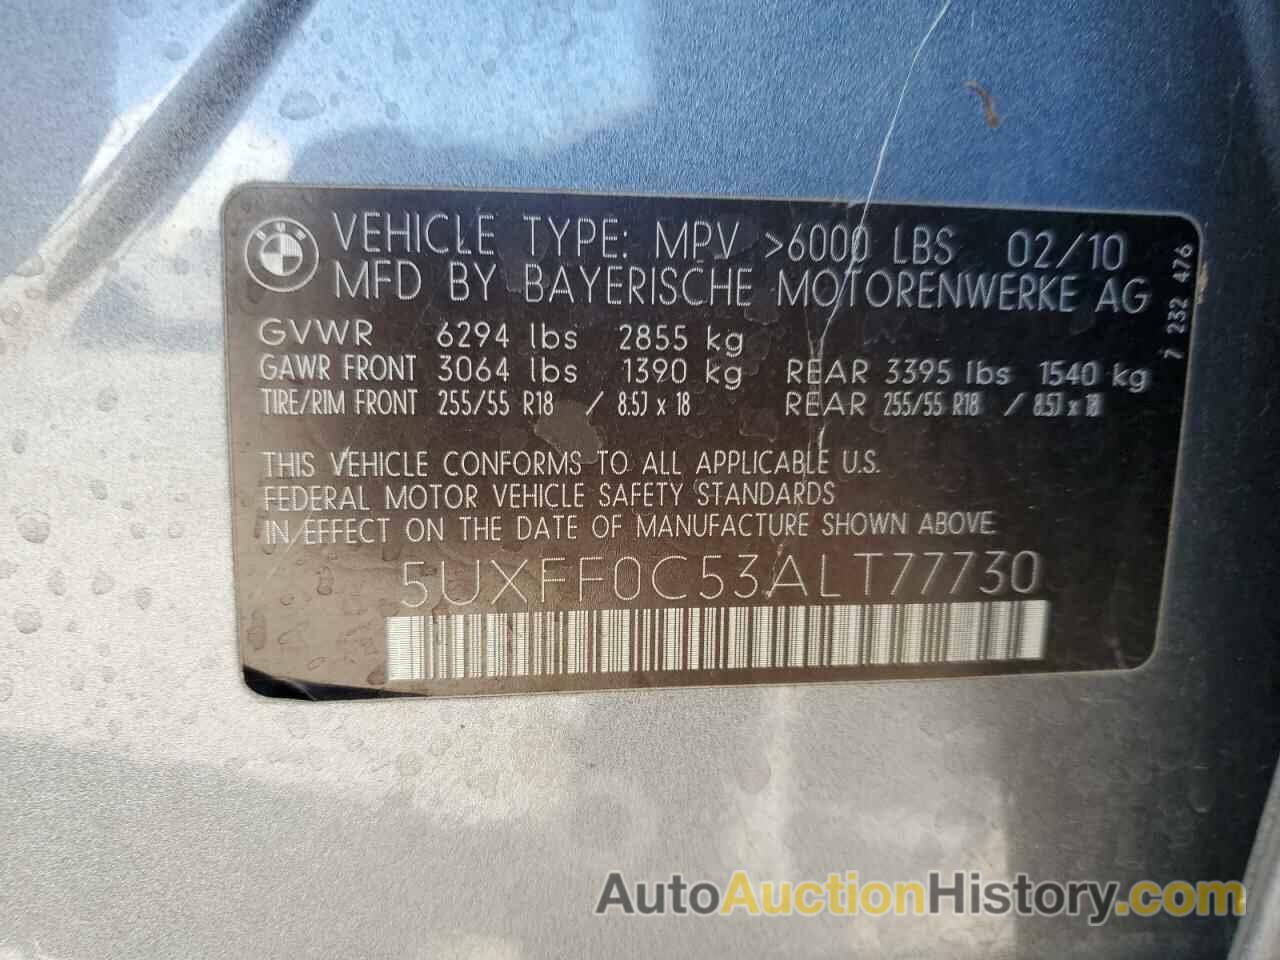 BMW VEHICLE TYPE: MPV >6000 LBS 02/10
MFD BY BAYERISCHE MOTORENWERKE AG
GVWR 6294 lbs 2855 kg
GAWR FRONT 3064 lbs 1390 kg REAR 3395 lbs 1540 kg
TIRE/RIM FRONT 255/55 R18 / 8.5J x 18 REAR 255/55 R18 / 8.5J x 18
THIS VEHICLE CONFORMS TO ALL APPLICABLE U.S.
FEDERAL MOTOR VEHICLE SAFETY STANDARDS
IN EFFECT ON THE DATE OF MANUFACTURE SHOWN ABOVE
5UXFF0C53ALT77730
7 232 476
AutoAuctionHistory.com